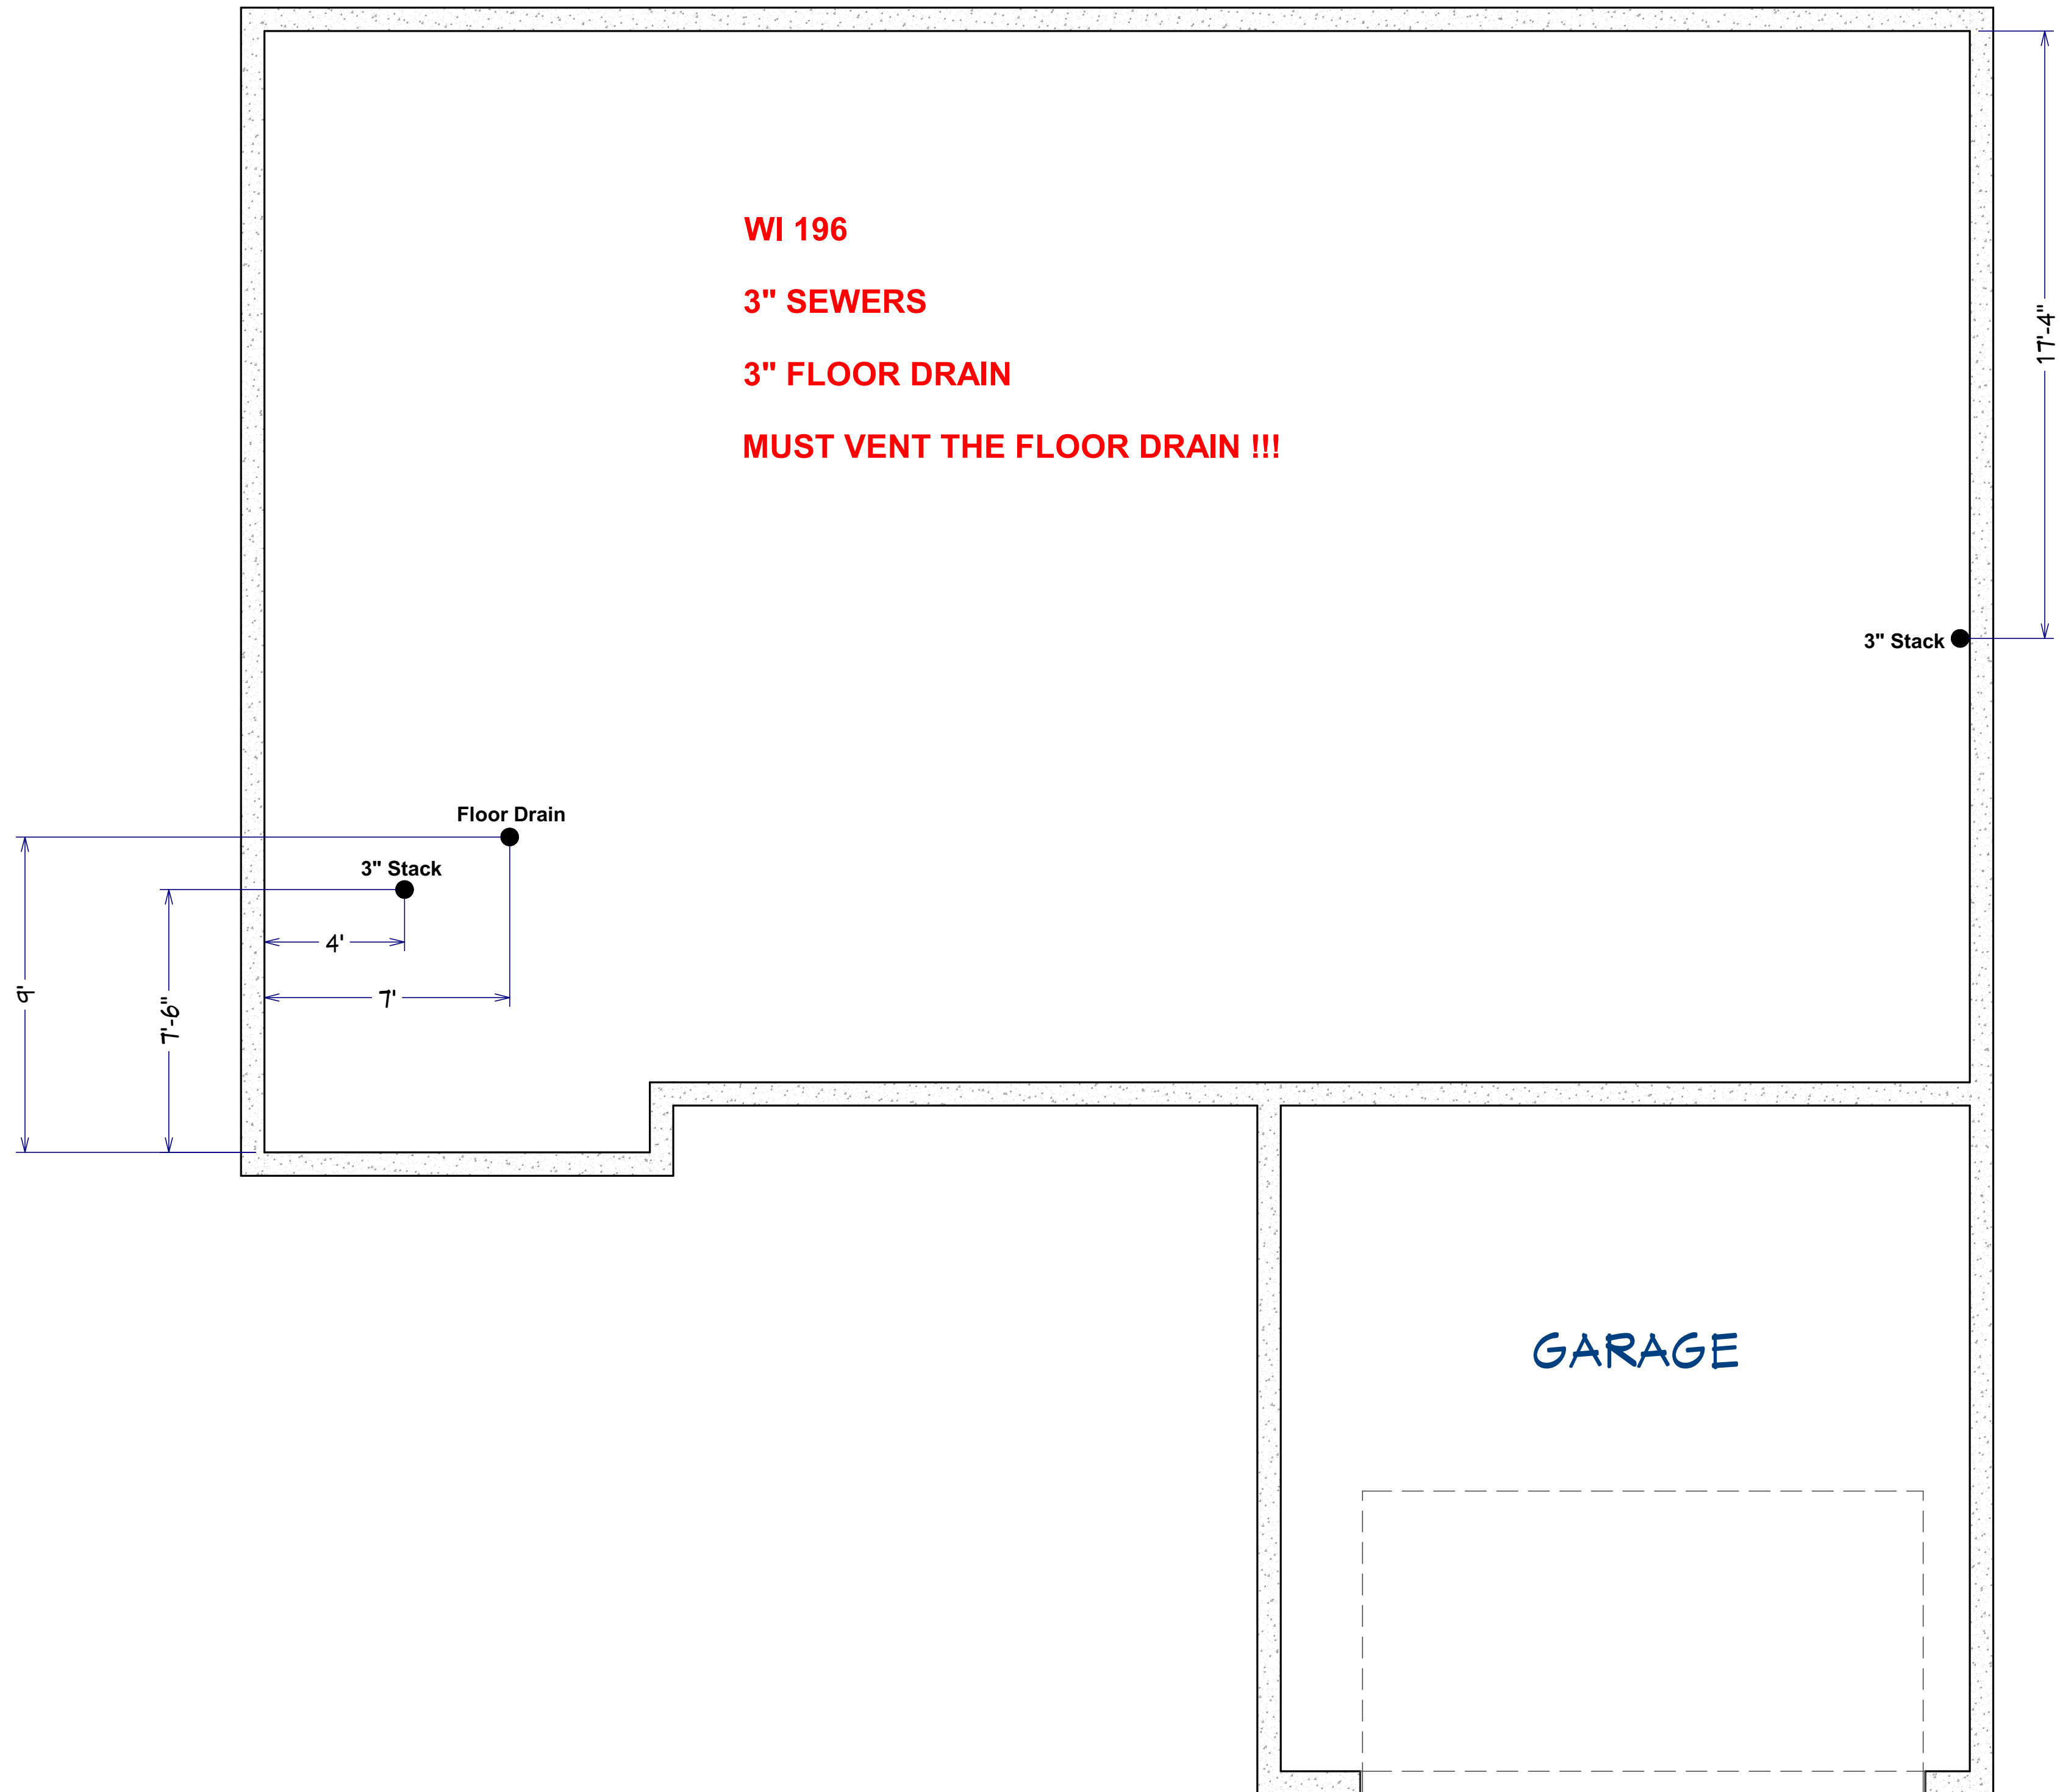 WI 196
3" SEWERS
3" FLOOR DRAIN
MUST VENT THE FLOOR DRAIN !!!
17'-4"
3" Stack
Floor Drain
3" Stack
4'
7'
9'
7'-6"
GARAGE